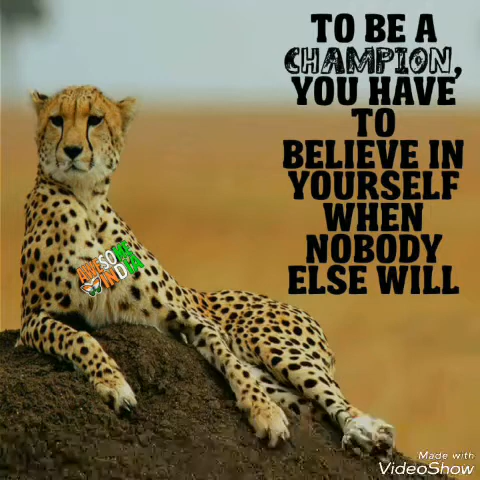 TO BE A
CHAMPION,
YOU HAVE
TO
BELIEVE IN
YOURSELF
WHEN
NOBODY
ELSE WILL
AWESOME
INDIA
Made with
VideoShow